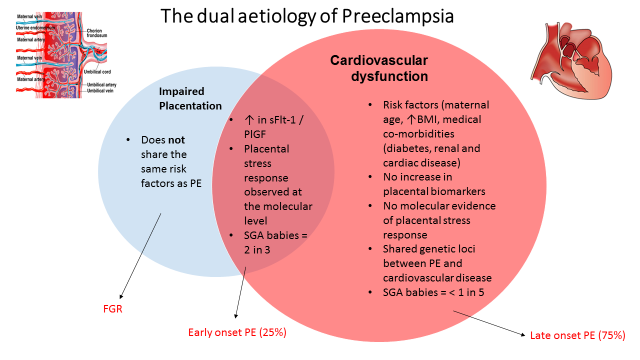 The dual aetiology of Preeclampsia
Maternal vein
Uterine endometrium
Maternal artery
Maternal vein
Maternal artery
Chorion
frondosum
Umbilical cord
Umbilical artery
Umbilical vein
Impaired
Placentation
• Does not
share the
same risk
factors as PE
• ↑ in sFlt-1 /
PlGF
• Placental
stress
response
observed at
the molecular
level
• SGA babies =
2 in 3
Cardiovascular
dysfunction
• Risk factors (maternal
age, ↑BMI, medical
co-morbidities
(diabetes, renal and
cardiac disease)
• No increase in
placental biomarkers
• No molecular evidence
of placental stress
response
• Shared genetic loci
between PE and
cardiovascular disease
• SGA babies = < 1 in 5
FGR
Early onset PE (25%)
Late onset PE (75%)